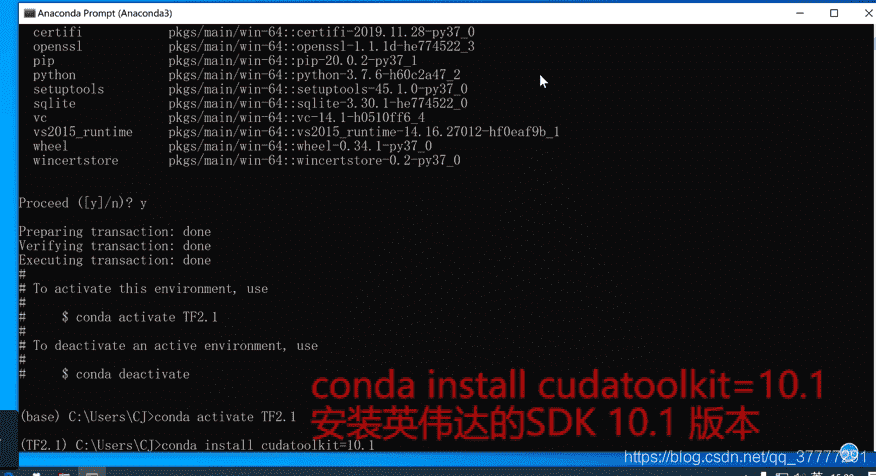 Anaconda Prompt (Anaconda3)
certifi pkgs/main/win-64::certifi-2019.11.28-py37_0
openssl pkgs/main/win-64::openssl-1.1.1d-he774522_3
pip pkgs/main/win-64::pip-20.0.2-py37_1
python pkgs/main/win-64::python-3.7.6-h60c2a47_2
setuptools pkgs/main/win-64::setuptools-45.1.0-py37_0
sqlite pkgs/main/win-64::sqlite-3.30.1-he774522_0
vc pkgs/main/win-64::vc-14.1-h0510ff6_4
vs2015_runtime pkgs/main/win-64::vs2015_runtime-14.16.27012-hf0eaf9b_1
wheel pkgs/main/win-64::wheel-0.34.1-py37_0
wincertstore pkgs/main/win-64::wincertstore-0.2-py37_0
Proceed ([y]/n)? y
Preparing transaction: done
Verifying transaction: done
Executing transaction: done
#
# To activate this environment, use
#
# $ conda activate TF2.1
#
# To deactivate an active environment, use
#
# $ conda deactivate
conda install cudatoolkit=10.1
安装英伟达的SDK 10.1 版本
(base) C:\Users\CJ>conda activate TF2.1
(TF2.1) C:\Users\CJ>conda install cudatoolkit=10.1
https://blog.csdn.net/qq_37777291